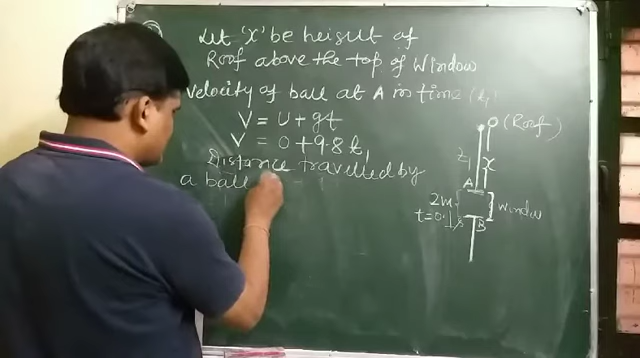 Let 'x' be height of
Roof above the top of Window
Velocity of ball at A in time (t₁
V = U + gt
V = 0 + 9.8 t₁
Distance travelled by
a ball
O (Roof)
t₁
x
A
2m
window
t = 0.1s
B